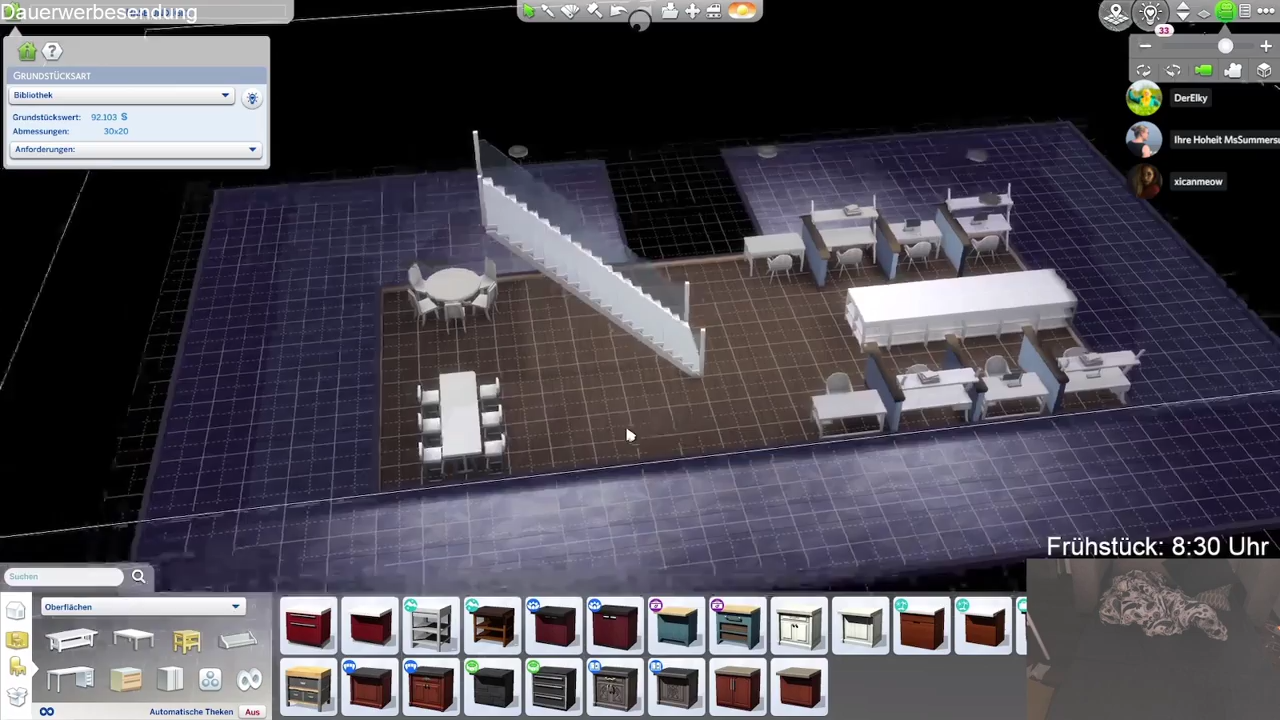 Dauerwerbesendung
33
GRUNDSTÜCKSART
Bibliothek
Grundstückswert: 92.103 $
Abmessungen: 30x20
Anforderungen:
DerElky
Ihre Hoheit MsSummersu
xicanmeow
Frühstück: 8:30 Uhr
Suchen
Oberflächen
Automatische Theken Aus